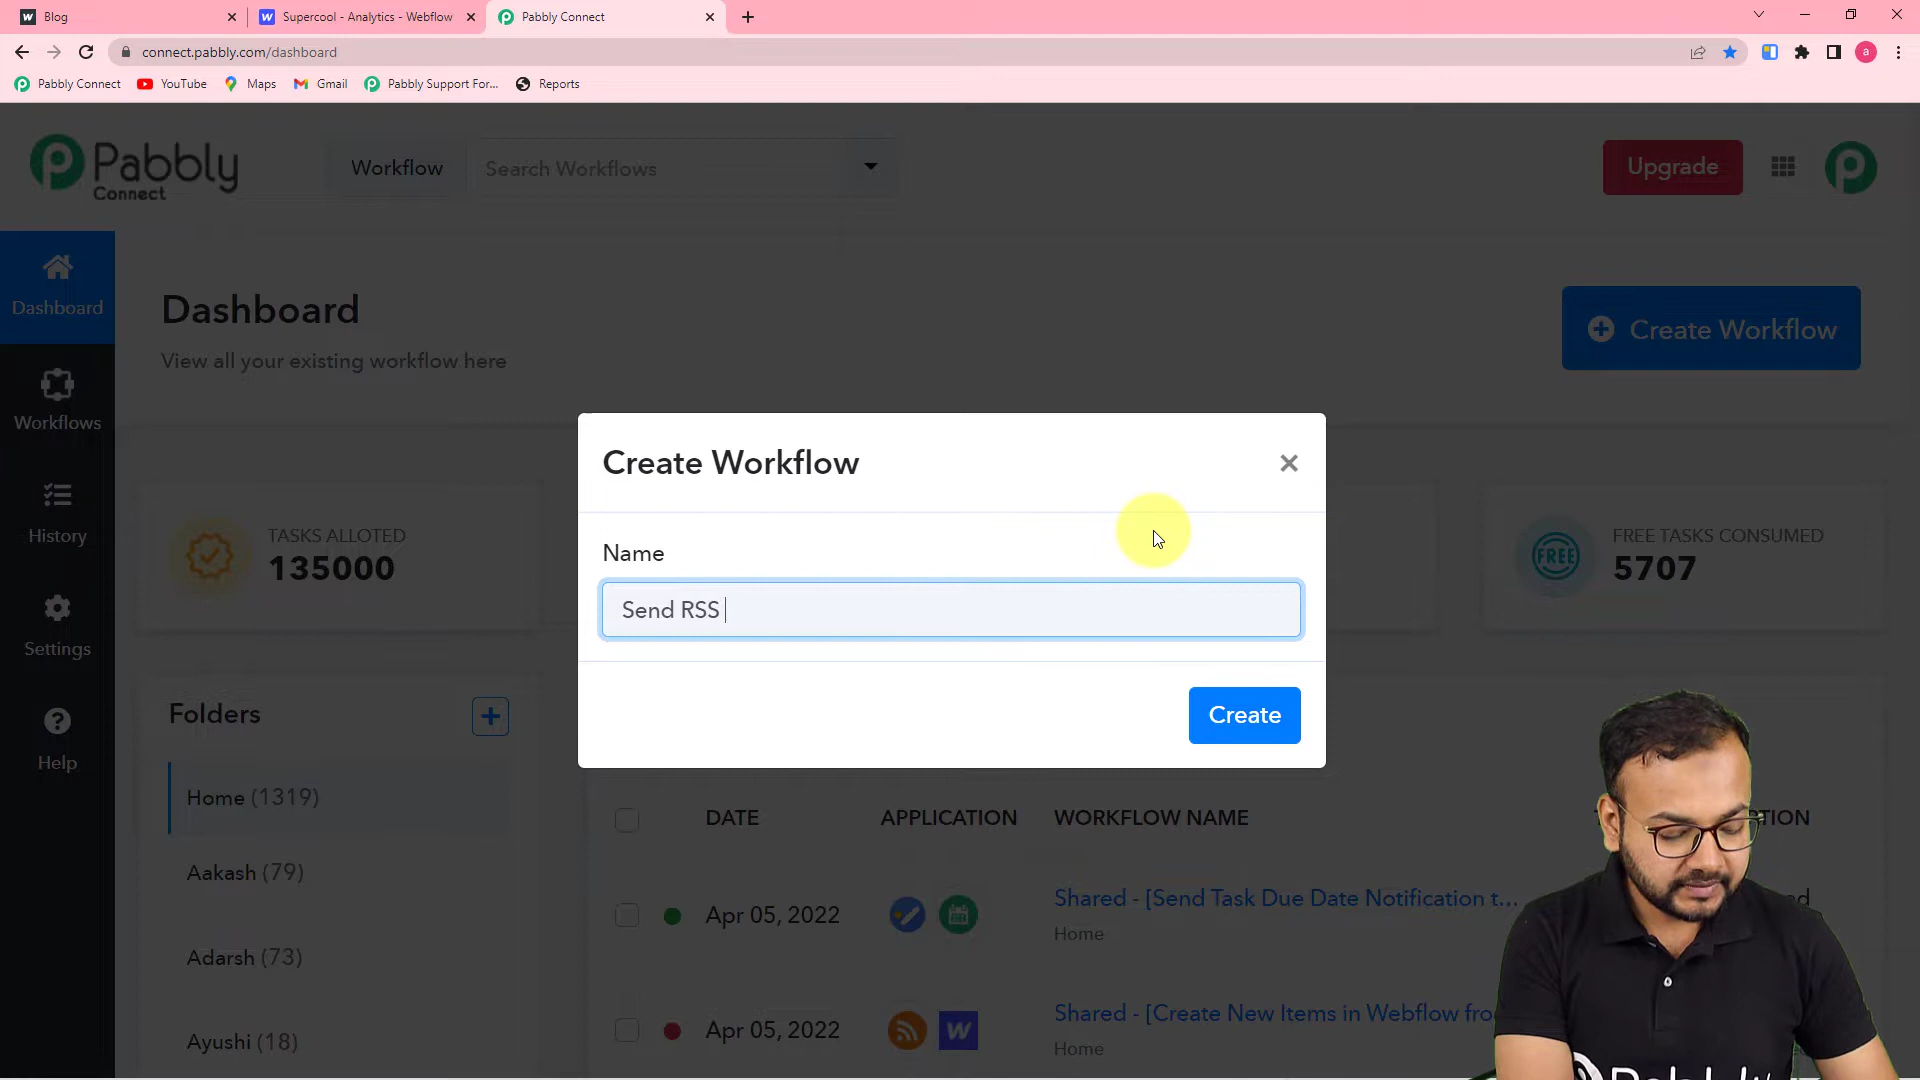 Blog
Supercool - Analytics - Webflow
Pabbly Connect
connect.pabbly.com/dashboard
a
Pabbly Connect
YouTube
Maps
Gmail
Pabbly Support For...
Reports
Pabbly
Connect
Workflow
Search Workflows
Upgrade
Dashboard
Dashboard
View all your existing workflow here
Create Workflow
Workflows
Create Workflow
History
TASKS ALLOTED
135000
Name
FREE
FREE TASKS CONSUMED
5707
Send RSS
Settings
Folders
Create
Help
Home (1319)
DATE
APPLICATION
WORKFLOW NAME
Aakash (79)
Apr 05, 2022
Shared - [Send Task Due Date Notification t...
Home
Adarsh (73)
Apr 05, 2022
Shared - [Create New Items in Webflow fro
Home
Ayushi (18)